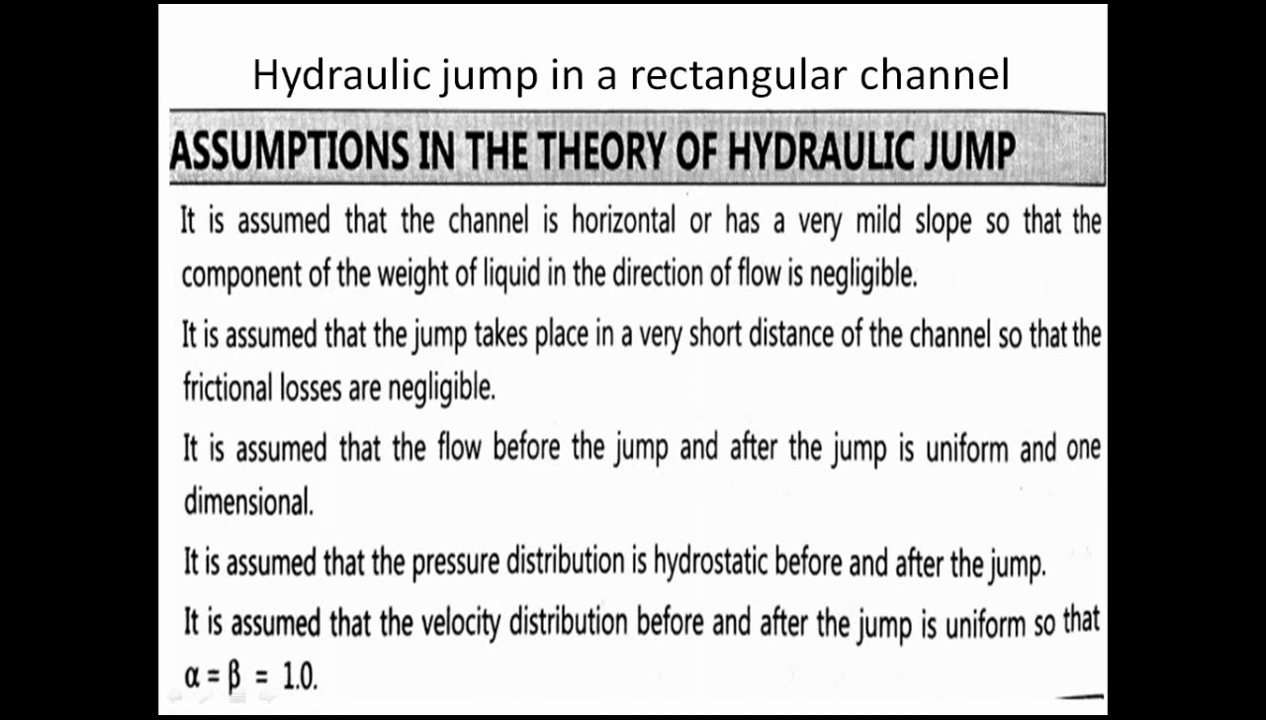 Hydraulic jump in a rectangular channel
ASSUMPTIONS IN THE THEORY OF HYDRAULIC JUMP
It is assumed that the channel is horizontal or has a very mild slope so that the
component of the weight of liquid in the direction of flow is negligible.
It is assumed that the jump takes place in a very short distance of the channel so that the
frictional losses are negligible.
It is assumed that the flow before the jump and after the jump is uniform and one
dimensional.
It is assumed that the pressure distribution is hydrostatic before and after the jump.
It is assumed that the velocity distribution before and after the jump is uniform so that
α = β = 1.0.